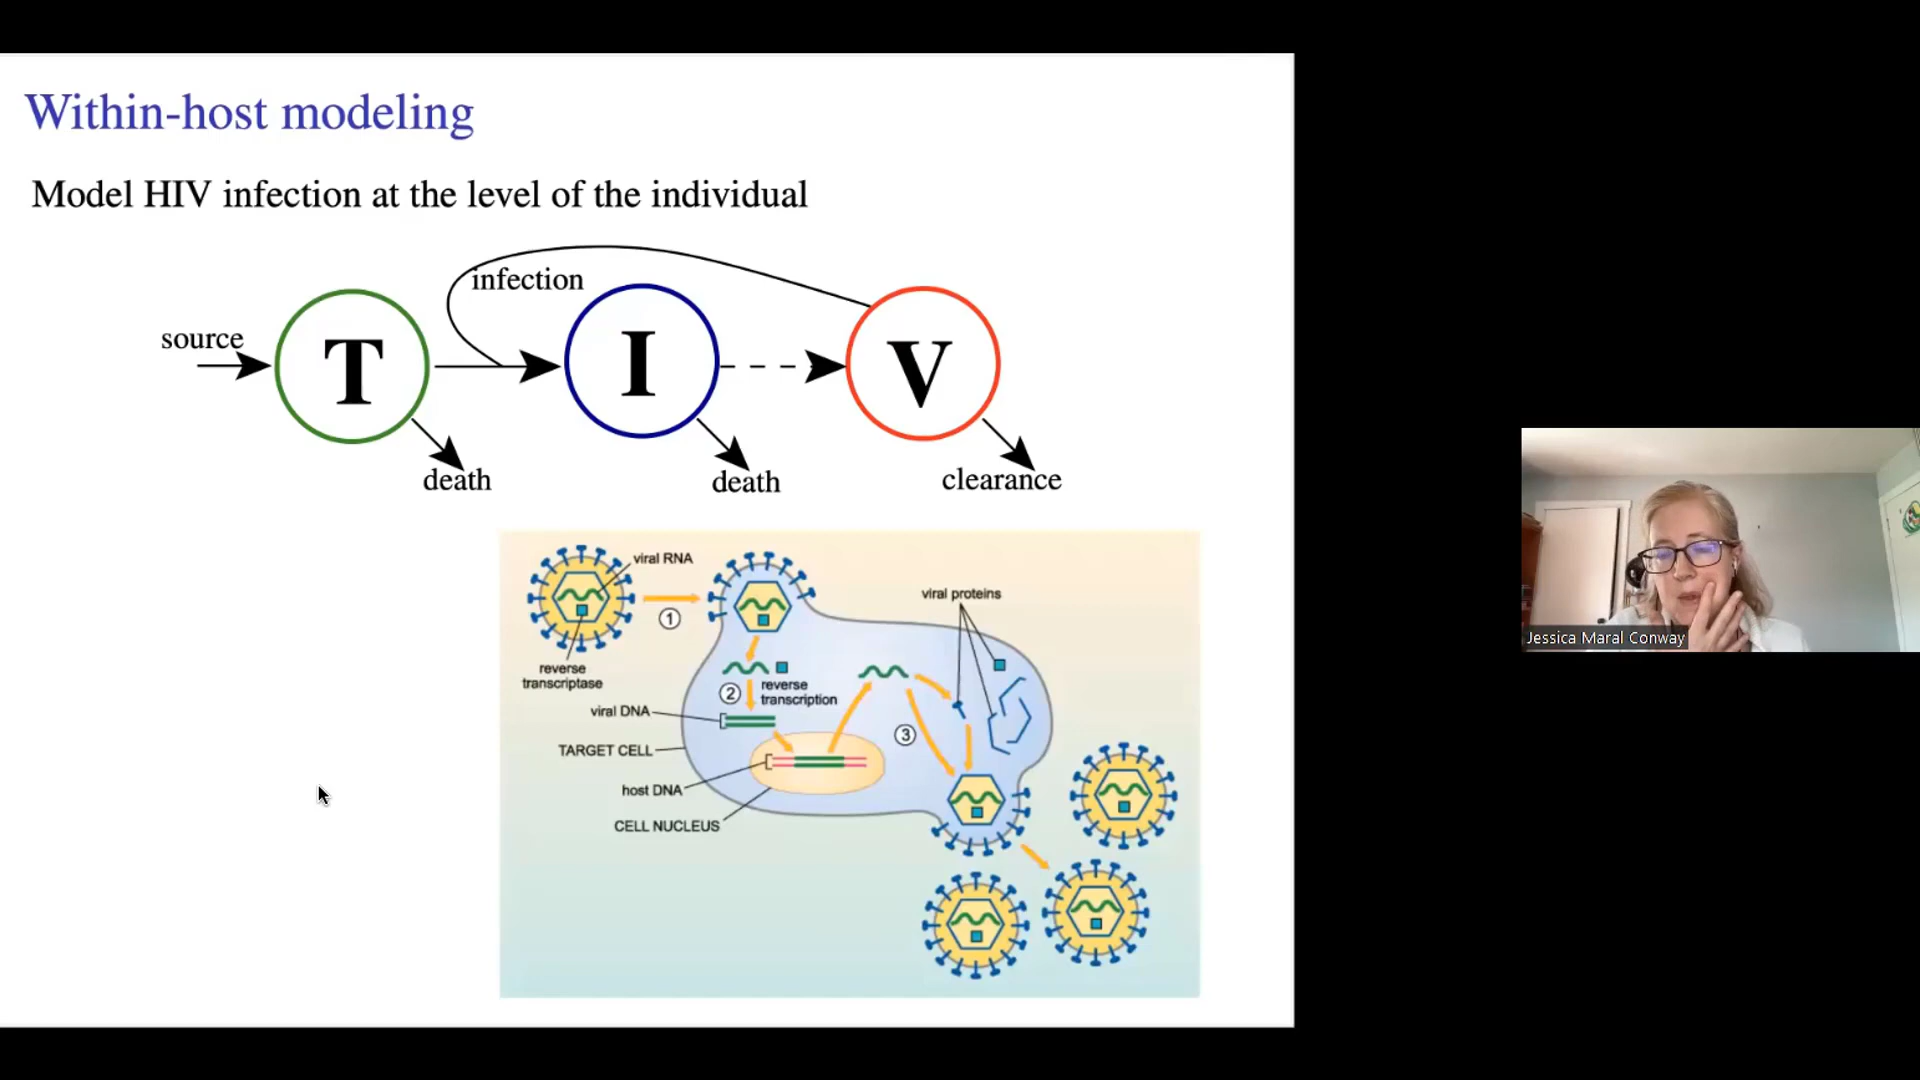 Within-host modeling
Model HIV infection at the level of the individual
infection
source
T
I
V
death
death
clearance
viral RNA
1
viral proteins
reverse
transcriptase
2
reverse
transcription
viral DNA
3
TARGET CELL
host DNA
CELL NUCLEUS
Jessica Maral Conway